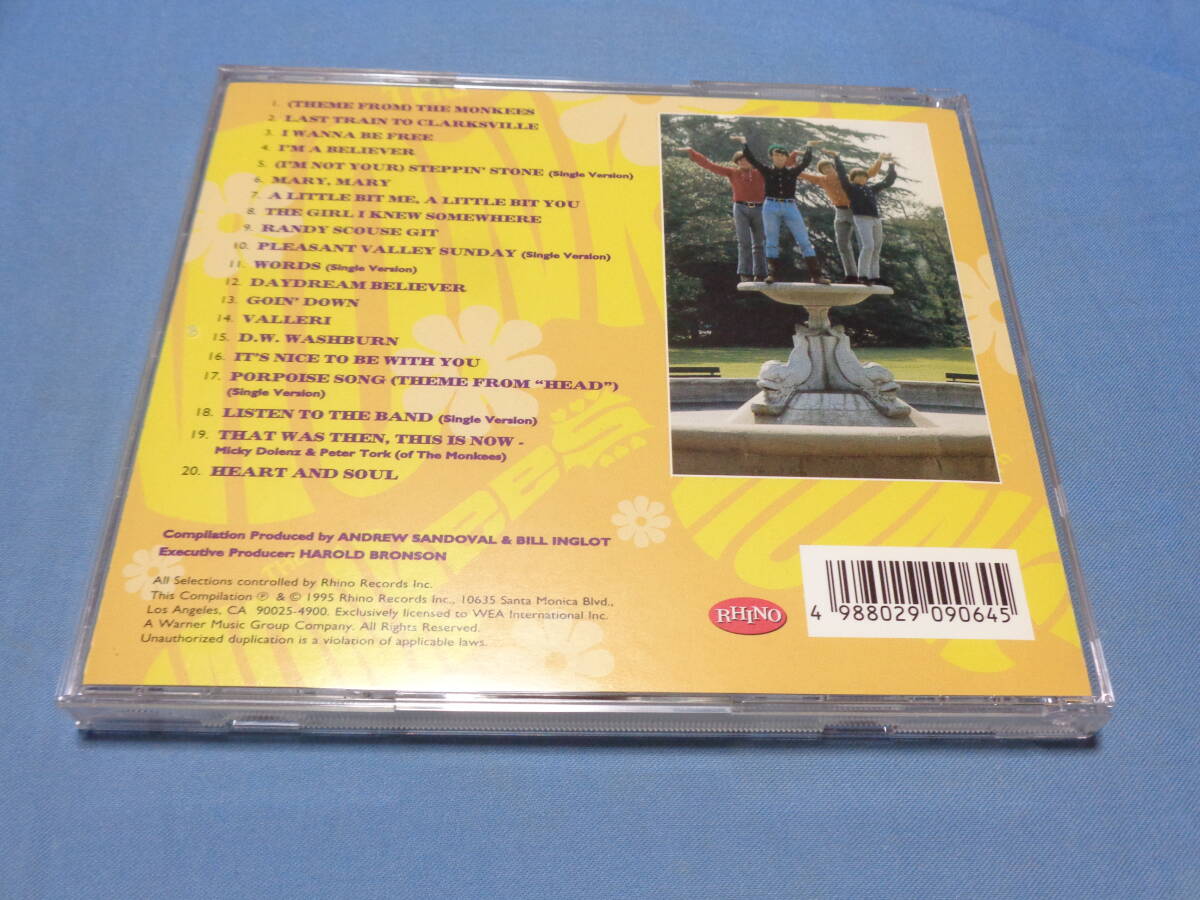 1. (THEME FROM) THE MONKEES
2. LAST TRAIN TO CLARKSVILLE
3. I WANNA BE FREE
4. I'M A BELIEVER
5. (I'M NOT YOUR) STEPPIN' STONE (Single Version)
6. MARY, MARY
7. A LITTLE BIT ME, A LITTLE BIT YOU
8. THE GIRL I KNEW SOMEWHERE
9. RANDY SCOUSE GIT
10. PLEASANT VALLEY SUNDAY (Single Version)
11. WORDS (Single Version)
12. DAYDREAM BELIEVER
13. GOIN' DOWN
14. VALLERI
15. D.W. WASHBURN
16. IT'S NICE TO BE WITH YOU
17. PORPOISE SONG (THEME FROM “HEAD”)
(Single Version)
18. LISTEN TO THE BAND (Single Version)
19. THAT WAS THEN, THIS IS NOW -
Micky Dolenz & Peter Tork (of The Monkees)
20. HEART AND SOUL
Compilation Produced by ANDREW SANDOVAL & BILL INGLOT
Executive Producer: HAROLD BRONSON
All Selections controlled by Rhino Records Inc.
This Compilation ℗ & © 1995 Rhino Records Inc., 10635 Santa Monica Blvd.,
Los Angeles, CA 90025-4900. Exclusively licensed to WEA International Inc.
A Warner Music Group Company. All Rights Reserved.
Unauthorized duplication is a violation of applicable laws.
RHINO
4 988029 090645